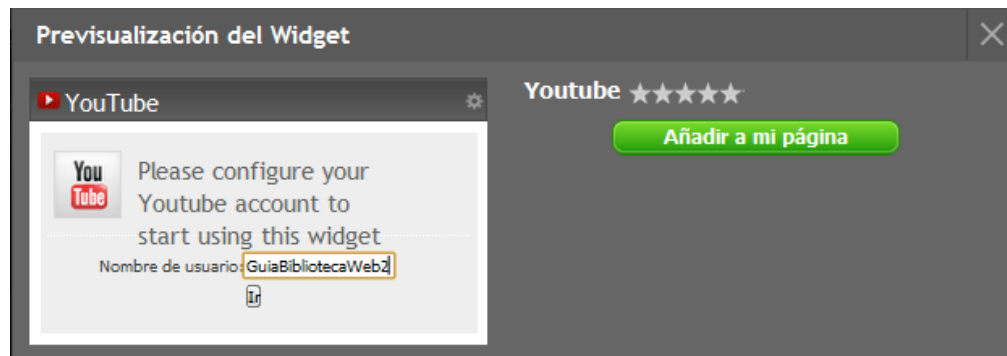 Previsualización del Widget
YouTube
You
Tube
Please configure your
Youtube account to
start using this widget
Nombre de usuario:GuiaBibliotecaWeb2
Ir
Youtube
Añadir a mi página